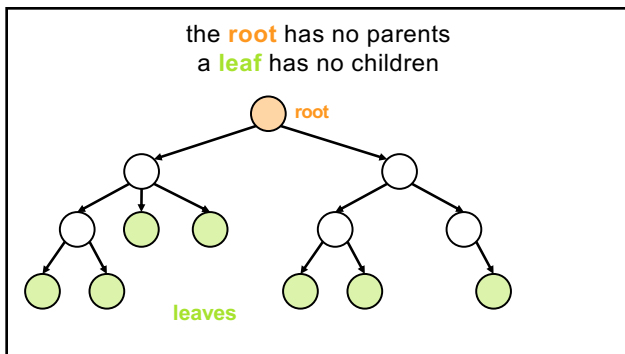 the root has no parents
a leaf has no children
root
leaves